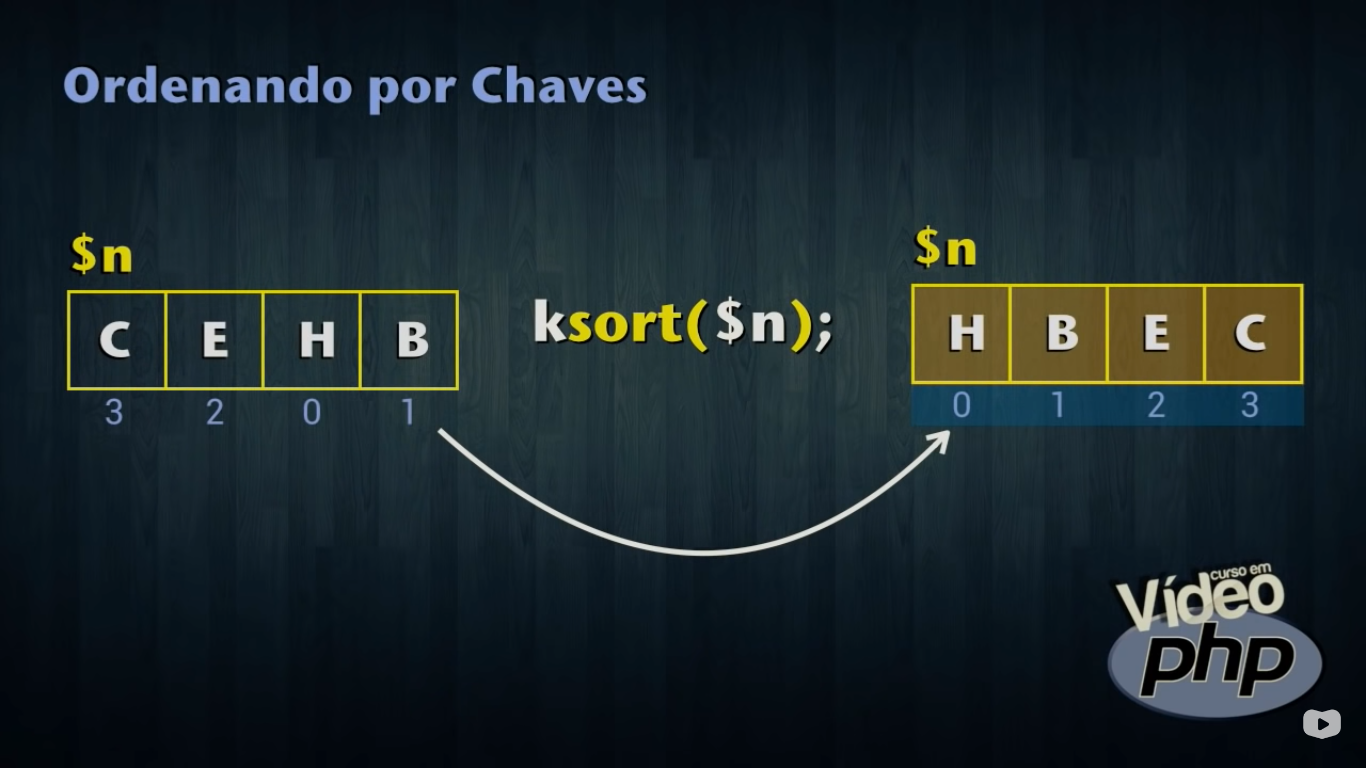 Ordenando por Chaves
$n
C E H B
3 2 0 1
ksort($n);
$n
H B E C
0 1 2 3
curso em
Vídeo
php